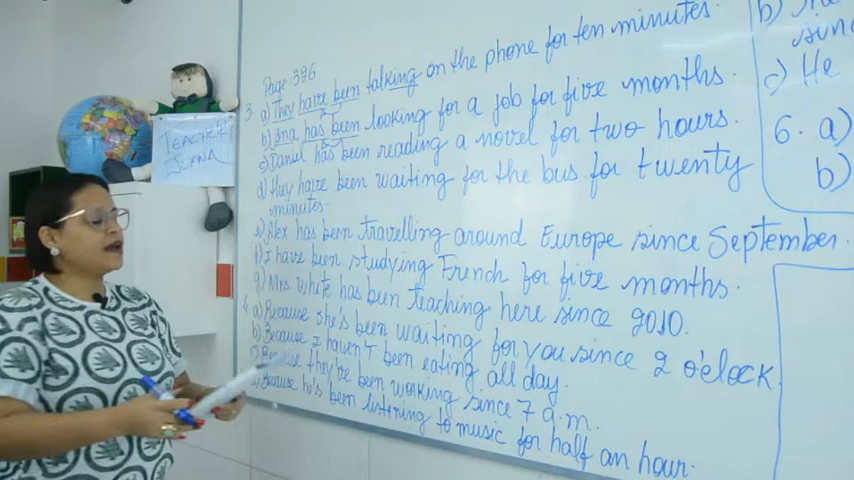 TEACHER
JOANA
Page 396
3 a) They have been talking on the phone for ten minutes.
b) Ana has been looking for a job for five months.
c) Daniel has been reading a novel for two hours.
d) They have been waiting for the bus for twenty
minutes.
e) Alex has been travelling around Europe since September.
f) I have been studying French for five months.
g) Mrs. White has been teaching here since 2010.
4 a) Because she's been waiting for you since 2 o'clock
b) Because I haven't been eating all day.
they've been working since 7 a.m.
d) Because he's been listening to music for half an hour.
b)
sin
c) He
6. a)
b)